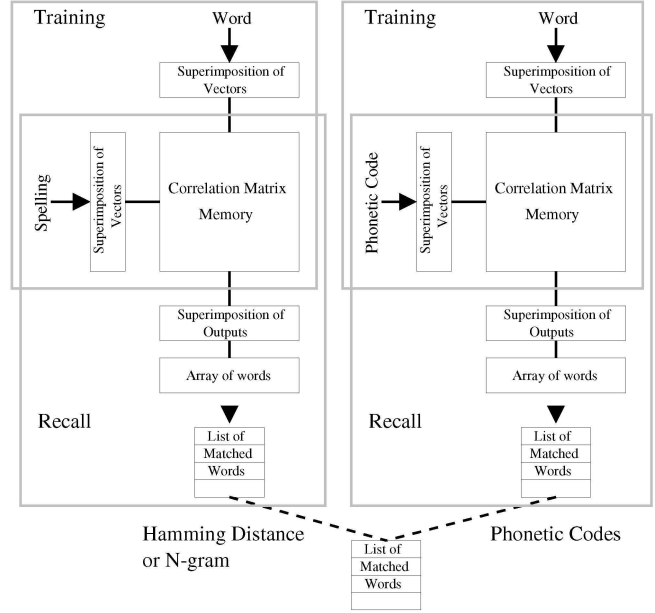 Training
Word
Superimposition of
Vectors
Spelling
Superimposition of
Vectors
Correlation Matrix
Memory
Superimposition of
Outputs
Array of words
Recall
List of
Matched
Words
Hamming Distance
or N-gram
Training
Word
Superimposition of
Vectors
Phonetic Code
Superimposition of
Vectors
Correlation Matrix
Memory
Superimposition of
Outputs
Array of words
Recall
List of
Matched
Words
Phonetic Codes
List of
Matched
Words